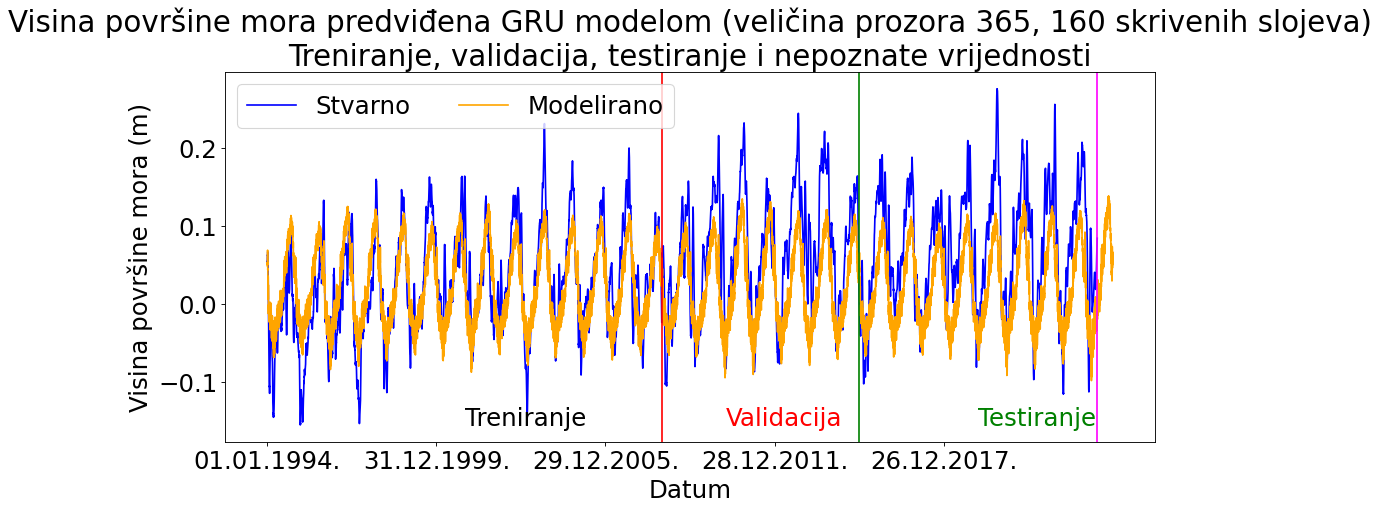 Visina površine mora predviđena GRU modelom (veličina prozora 365, 160 skrivenih slojeva)
Treniranje, validacija, testiranje i nepoznate vrijednosti
Stvarno Modelirano
Visina površine mora (m)
0.2
0.1
0.0
−0.1
Treniranje Validacija Testiranje
01.01.1994. 31.12.1999. 29.12.2005. 28.12.2011. 26.12.2017.
Datum